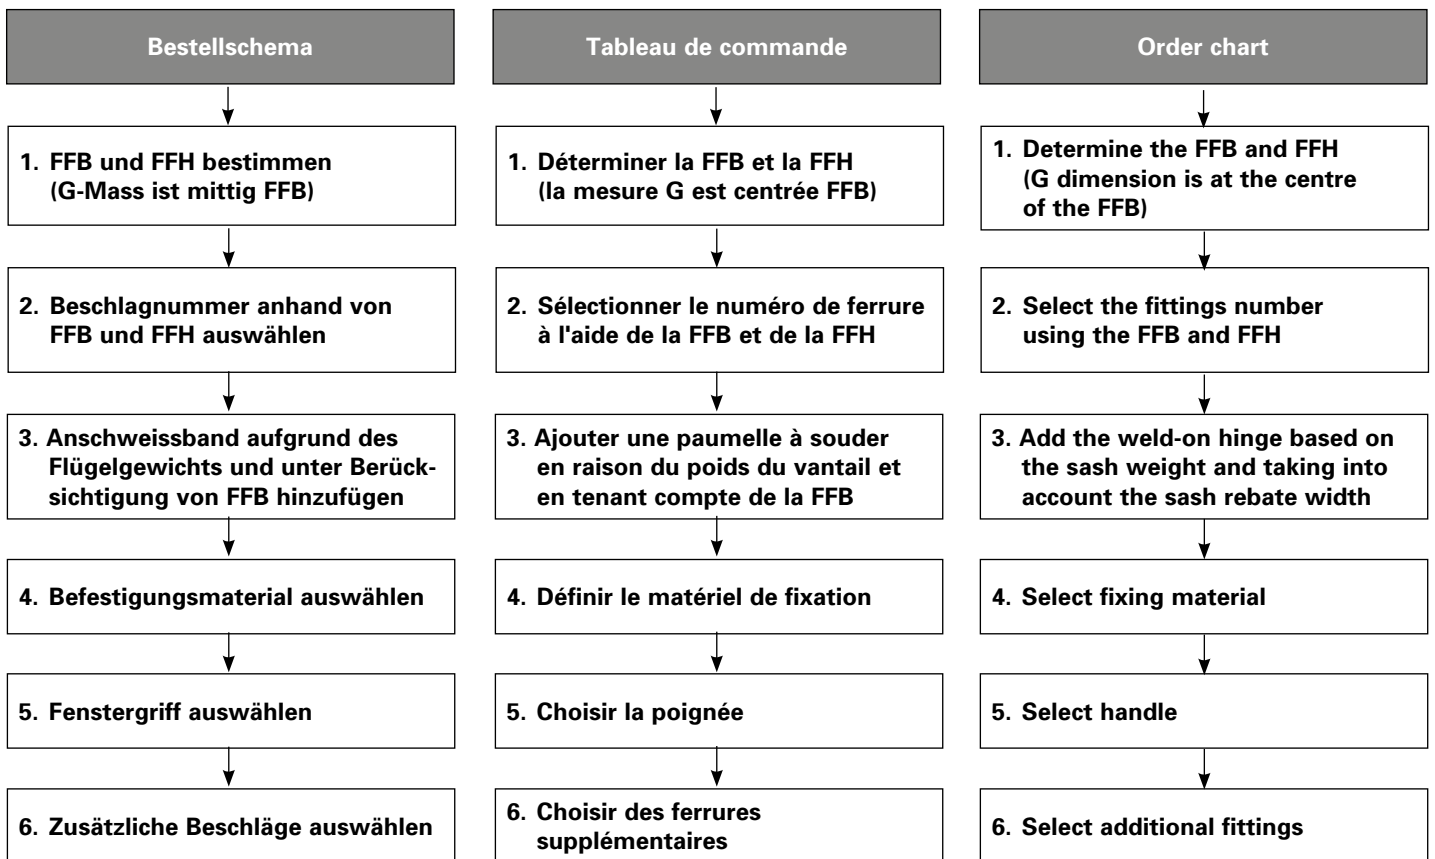 Bestellschema
1. FFB und FFH bestimmen
(G-Mass ist mittig FFB)
2. Beschlagnummer anhand von
FFB und FFH auswählen
3. Anschweissband aufgrund des
Flügelgewichts und unter Berück-
sichtigung von FFB hinzufügen
4. Befestigungsmaterial auswählen
5. Fenstergriff auswählen
6. Zusätzliche Beschläge auswählen
Tableau de commande
1. Déterminer la FFB et la FFH
(la mesure G est centrée FFB)
2. Sélectionner le numéro de ferrure
à l'aide de la FFB et de la FFH
3. Ajouter une paumelle à souder
en raison du poids du vantail et
en tenant compte de la FFB
4. Définir le matériel de fixation
5. Choisir la poignée
6. Choisir des ferrures
supplémentaires
Order chart
1. Determine the FFB and FFH
(G dimension is at the centre
of the FFB)
2. Select the fittings number
using the FFB and FFH
3. Add the weld-on hinge based on
the sash weight and taking into
account the sash rebate width
4. Select fixing material
5. Select handle
6. Select additional fittings